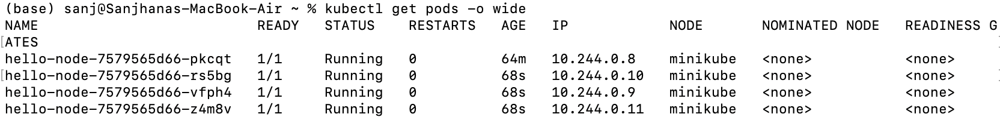 (base) sanj@Sanjhanas-MacBook-Air ~ % kubectl get pods -o wide
NAME                          READY   STATUS    RESTARTS   AGE   IP            NODE       NOMINATED NODE   READINESS G
ATES
hello-node-7579565d66-pkcqt   1/1     Running   0          64m   10.244.0.8    minikube   <none>           <none>
hello-node-7579565d66-rs5bg   1/1     Running   0          68s   10.244.0.10   minikube   <none>           <none>
hello-node-7579565d66-vfph4   1/1     Running   0          68s   10.244.0.9    minikube   <none>           <none>
hello-node-7579565d66-z4m8v   1/1     Running   0          68s   10.244.0.11   minikube   <none>           <none>